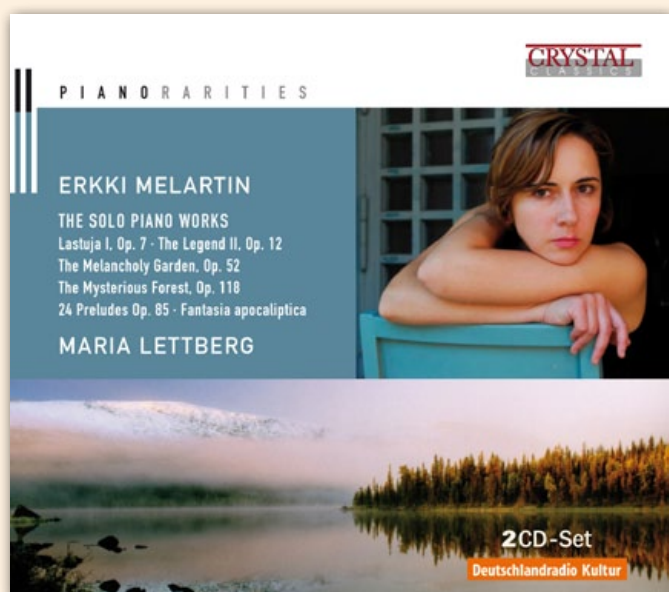 CRYSTAL
CLASSICS
PIANORARITIES
ERKKI MELARTIN
THE SOLO PIANO WORKS
Lastuja I, Op. 7 · The Legend II, Op. 12
The Melancholy Garden, Op. 52
The Mysterious Forest, Op. 118
24 Preludes Op. 85 · Fantasia apocaliptica
MARIA LETTBERG
2CD-Set
Deutschlandradio Kultur